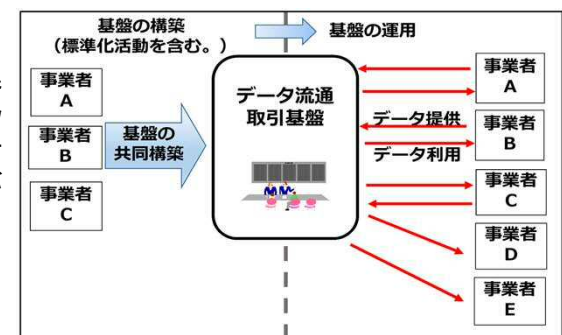 基盤の構築
（標準化活動を含む。）
基盤の運用
事業者
A
事業者
B
事業者
C
基盤の
共同構築
データ流通
取引基盤
データ提供
データ利用
事業者
A
事業者
B
事業者
C
事業者
D
事業者
E